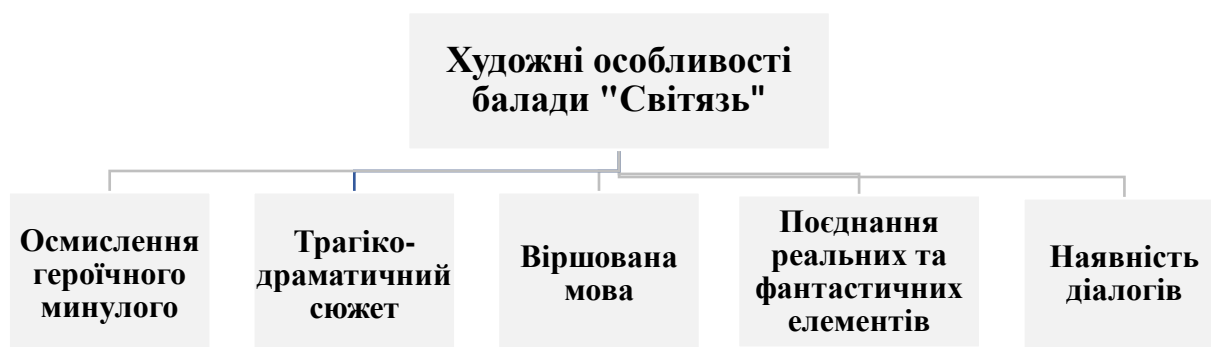 Художні особливості
балади "Світязь"
Осмислення
героїчного
минулого
Трагіко-
драматичний
сюжет
Віршована
мова
Поєднання
реальних та
фантастичних
елементів
Наявність
діалогів